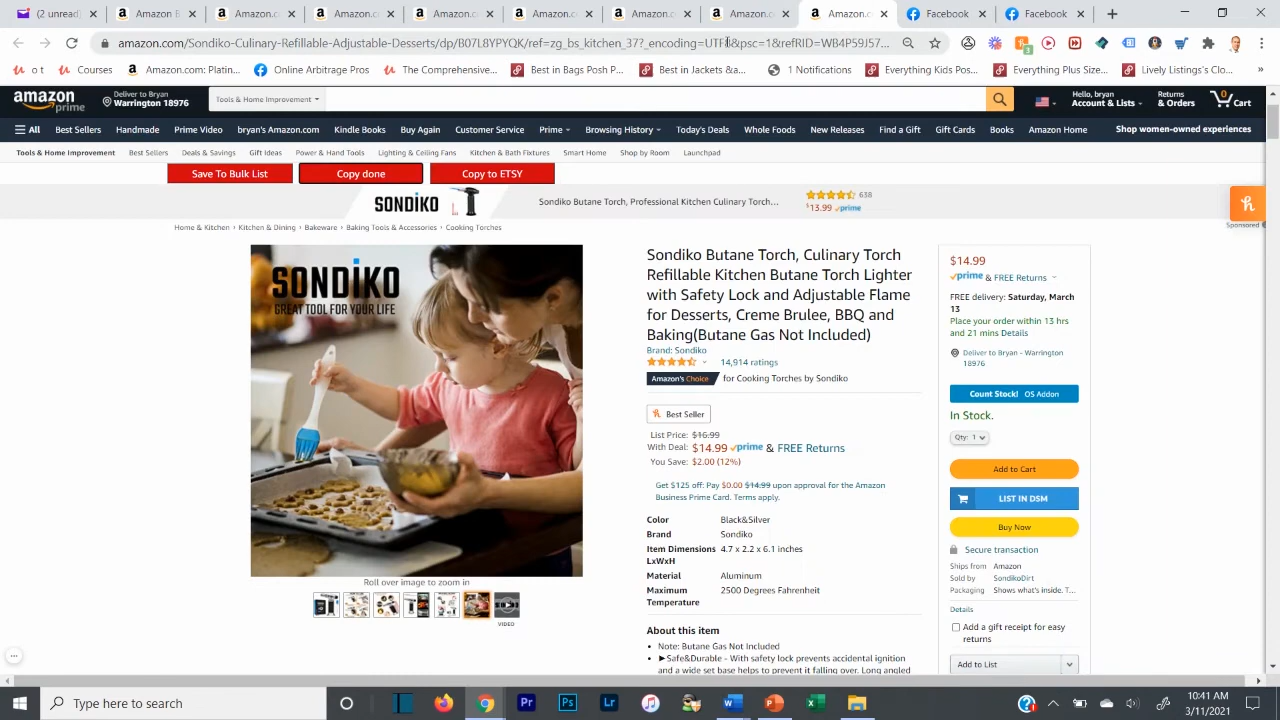 (2 unread)
amazon.c
amazon.c
amazon.c
amazon.c
amazon.c
amazon.c
amazon.c
Facebook
Facebook
amazon.com/Sondiko-Culinary-Refillable-Adjustable-Desserts/dp/B07L8YPYQK/ref=zg_bs_kitchen_37?_encoding=UTF8&psc=1&refRID=WB4P59J57...
o t
Courses
Amazon.com: Platin...
Online Arbitrage Pros
The Comprehensive...
Best in Bags Posh P...
Best in Jackets &a...
1 Notifications
Everything Kids Pos...
Everything Plus Size...
Lively Listings's Clo...
»
amazon
prime
Deliver to Bryan
Warrington 18976
Tools & Home Improvement
Hello, bryan
Account & Lists
Returns
& Orders
0
Cart
All
Best Sellers
Handmade
Prime Video
bryan's Amazon.com
Kindle Books
Buy Again
Customer Service
Prime
Browsing History
Today's Deals
Whole Foods
New Releases
Find a Gift
Gift Cards
Books
Amazon Home
Shop women-owned experiences
Tools & Home Improvement
Best Sellers
Deals & Savings
Gift Ideas
Power & Hand Tools
Lighting & Ceiling Fans
Kitchen & Bath Fixtures
Smart Home
Shop by Room
Launchpad
Save To Bulk List
Copy done
Copy to ETSY
SONDIKO
Sondiko Butane Torch, Professional Kitchen Culinary Torch...
638
$13.99 prime
Sponsored
Home & Kitchen › Kitchen & Dining › Bakeware › Baking Tools & Accessories › Cooking Torches
SONDIKO
GREAT TOOL FOR YOUR LIFE
Roll over image to zoom in
VIDEO
Sondiko Butane Torch, Culinary Torch
Refillable Kitchen Butane Torch Lighter
with Safety Lock and Adjustable Flame
for Desserts, Creme Brulee, BBQ and
Baking(Butane Gas Not Included)
Brand: Sondiko
14,914 ratings
Amazon's Choice for Cooking Torches by Sondiko
Best Seller
List Price: $16.99
With Deal: $14.99 prime & FREE Returns
You Save: $2.00 (12%)
Get $125 off: Pay $0.00 $14.99 upon approval for the Amazon
Business Prime Card. Terms apply.
Color Black&Silver
Brand Sondiko
Item Dimensions 4.7 x 2.2 x 6.1 inches
LxWxH
Material Aluminum
Maximum 2500 Degrees Fahrenheit
Temperature
About this item
• Note: Butane Gas Not Included
• ►Safe&Durable - With safety lock prevents accidental ignition
and a wide set base helps to prevent it falling over. Long angled
$14.99
prime & FREE Returns
FREE delivery: Saturday, March
13
Place your order within 13 hrs
and 21 mins Details
Deliver to Bryan - Warrington
18976
Count Stock! OS Addon
In Stock.
Qty: 1
Add to Cart
LIST IN DSM
Buy Now
Secure transaction
Ships from Amazon
Sold by SondikoDirt
Packaging Shows what's inside. T...
Details
Add a gift receipt for easy
returns
Add to List
Type here to search
10:41 AM
3/11/2021